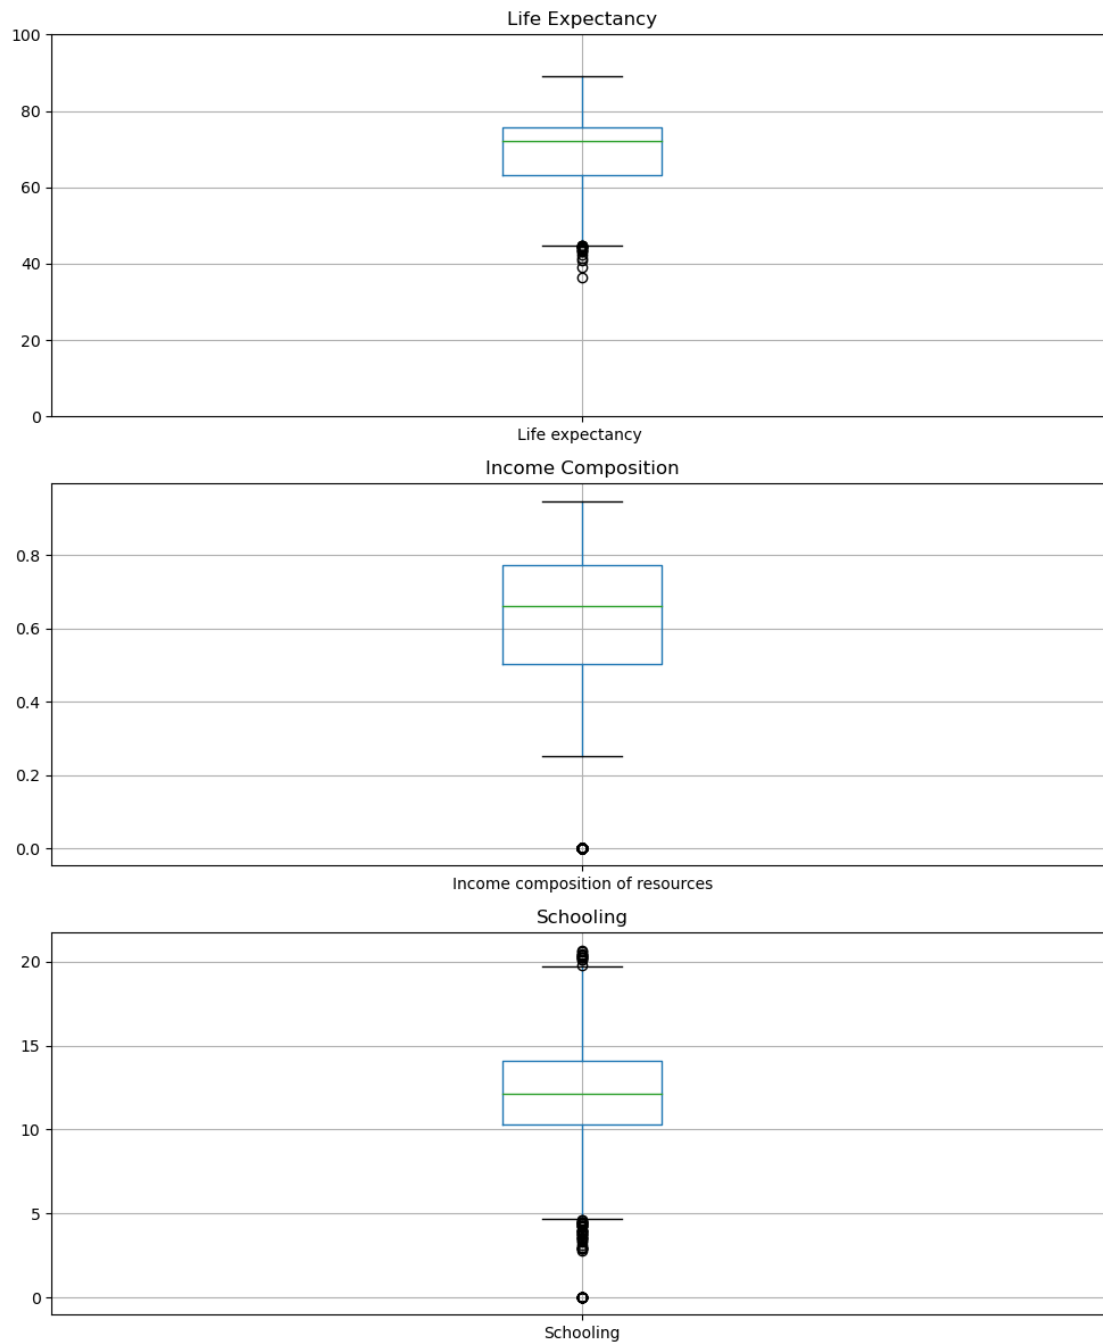 Life Expectancy
100
80
60
40
20
0
Life expectancy
Income Composition
0.8
0.6
0.4
0.2
0.0
Income composition of resources
Schooling
20
15
10
5
0
Schooling